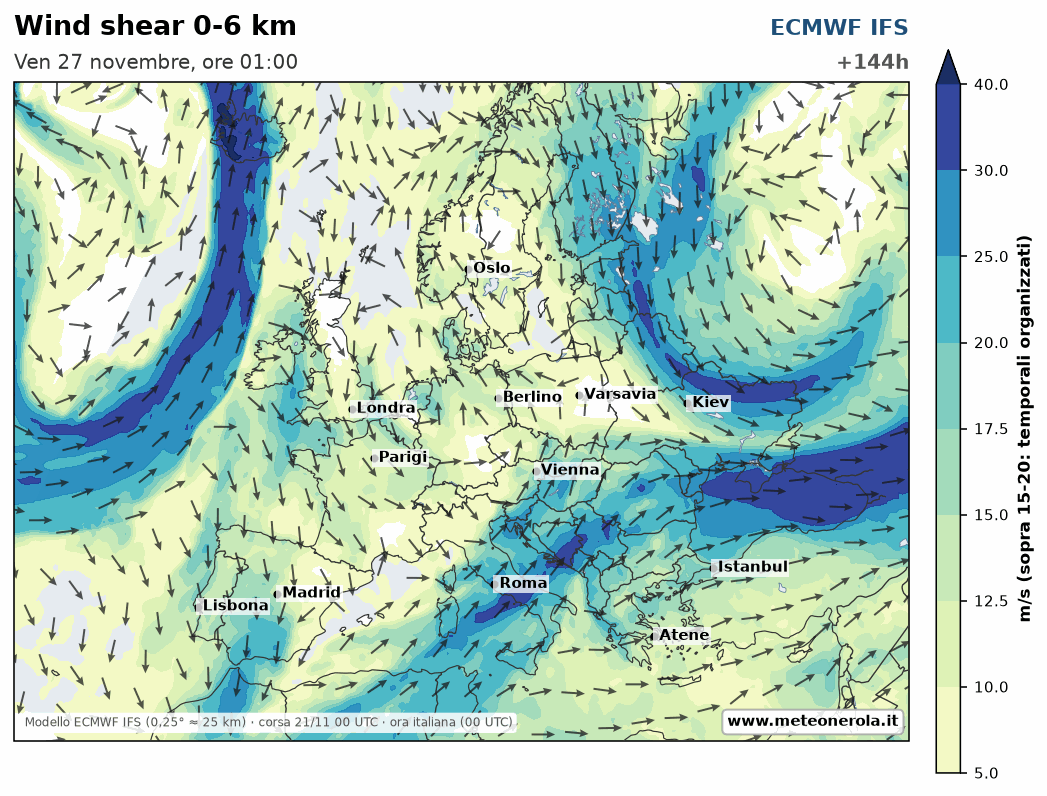 Wind shear 0-6 km
ECMWF IFS
Ven 27 novembre, ore 01:00
+144h
40.0
30.0
25.0
20.0
17.5
15.0
12.5
10.0
5.0
m/s (sopra 15-20: temporali organizzati)
Oslo
Berlino
Varsavia
Kiev
Londra
Parigi
Vienna
Istanbul
Roma
Madrid
Lisbona
Atene
Modello ECMWF IFS (0,25° ≈ 25 km) · corsa 21/11 00 UTC · ora italiana (00 UTC)
www.meteonerola.it